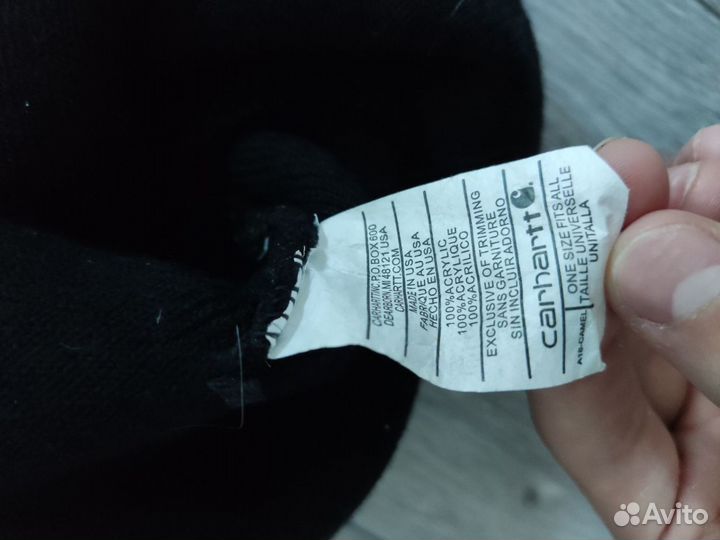 carhartt
ONE SIZE FITS ALL
TAILLE UNIVERSELLE
UNITALLA
A18-CAMEL
EXCLUSIVE OF TRIMMING
SANS GARNITURE
SIN INCLUIR ADORNO
100% ACRYLIC
100% ACRYLIQUE
100% ACRILICO
MADE IN USA
FABRIQUE AU USA
HECHO EN USA
CARHARTT INC, P.O. BOX 600
DEARBORN, MI 48121 USA
CARHARTT.COM
Avito